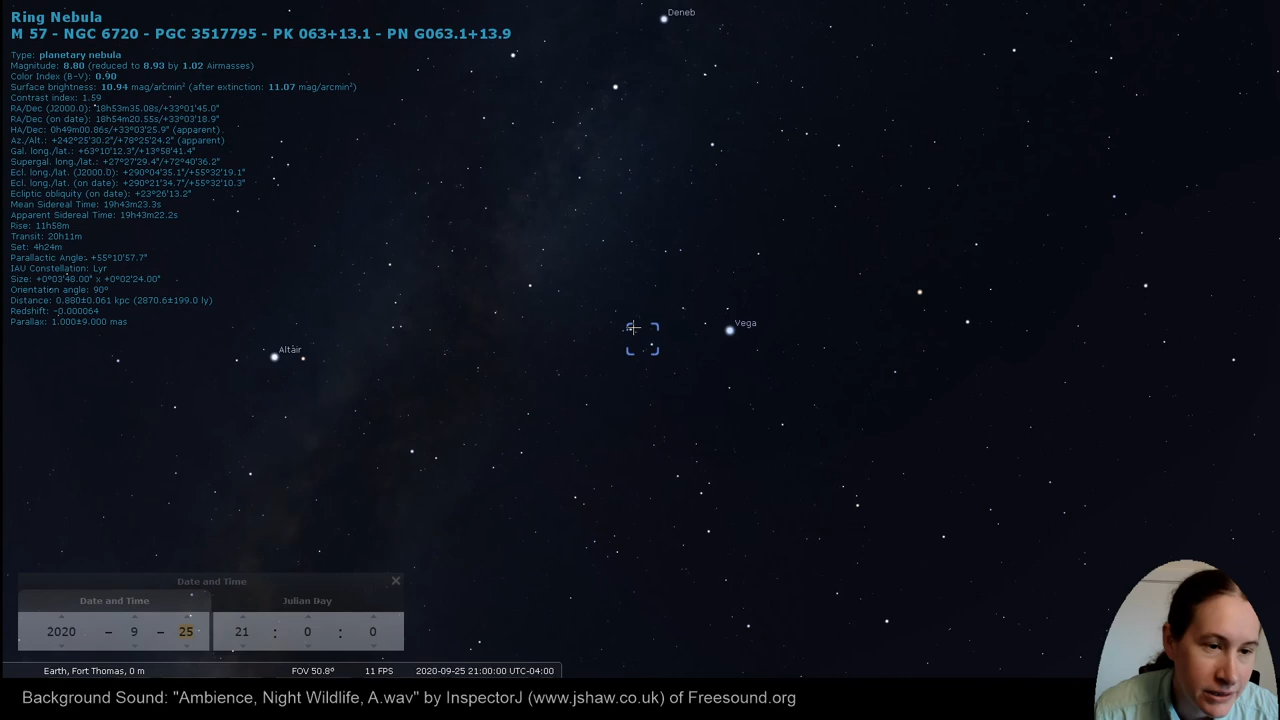 Ring Nebula
M 57 - NGC 6720 - PGC 3517795 - PK 063+13.1 - PN G063.1+13.9
Type: planetary nebula
Magnitude: 8.80 (reduced to 8.93 by 1.02 Airmasses)
Color Index (B-V): 0.90
Surface brightness: 10.94 mag/arcmin² (after extinction: 11.07 mag/arcmin²)
Contrast index: 1.59
RA/Dec (J2000.0): 18h53m35.08s/+33°01'45.0"
RA/Dec (on date): 18h54m20.55s/+33°03'18.9"
HA/Dec: 0h49m00.86s/+33°03'25.9" (apparent)
Az./Alt.: +242°25'30.2"/+78°25'24.2" (apparent)
Gal. long./lat.: +63°10'12.3"/+13°58'41.4"
Supergal. long./lat.: +27°27'29.4"/+72°40'36.2"
Ecl. long./lat. (J2000.0): +290°04'35.1"/+55°32'19.1"
Ecl. long./lat. (on date): +290°21'34.7"/+55°32'10.3"
Ecliptic obliquity (on date): +23°26'13.2"
Mean Sidereal Time: 19h43m23.3s
Apparent Sidereal Time: 19h43m22.2s
Rise: 11h58m
Transit: 20h11m
Set: 4h24m
Parallactic Angle: +55°10'57.7"
IAU Constellation: Lyr
Size: +0°03'48.00" x +0°02'24.00"
Orientation angle: 90°
Distance: 0.880±0.061 kpc (2870.6±199.0 ly)
Redshift: -0.000064
Parallax: 1.000±9.000 mas
Deneb
Vega
Altair
Date and Time
Date and Time Julian Day
2020 - 9 - 25 21 : 0 : 0
Earth, Fort Thomas, 0 m FOV 50.8° 11 FPS 2020-09-25 21:00:00 UTC-04:00
Background Sound: "Ambience, Night Wildlife, A.wav" by InspectorJ (www.jshaw.co.uk) of Freesound.org